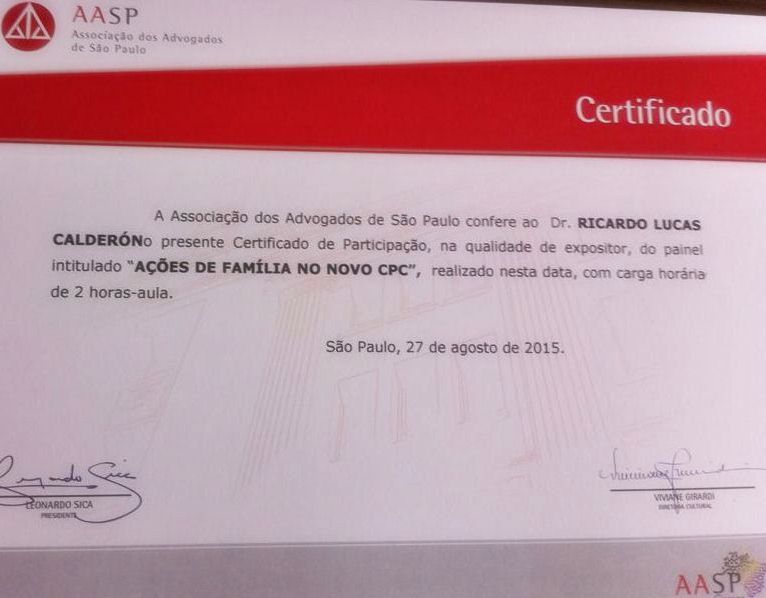 AASP
Associação dos Advogados
de São Paulo
Certificado
A Associação dos Advogados de São Paulo confere ao Dr. RICARDO LUCAS
CALDERÓNo presente Certificado de Participação, na qualidade de expositor, do painel
intitulado “AÇÕES DE FAMÍLIA NO NOVO CPC”, realizado nesta data, com carga horária
de 2 horas-aula.
São Paulo, 27 de agosto de 2015.
LEONARDO SICA
PRESIDENTE
VIVIANE GIRARDI
DIRETORA CULTURAL
AASP